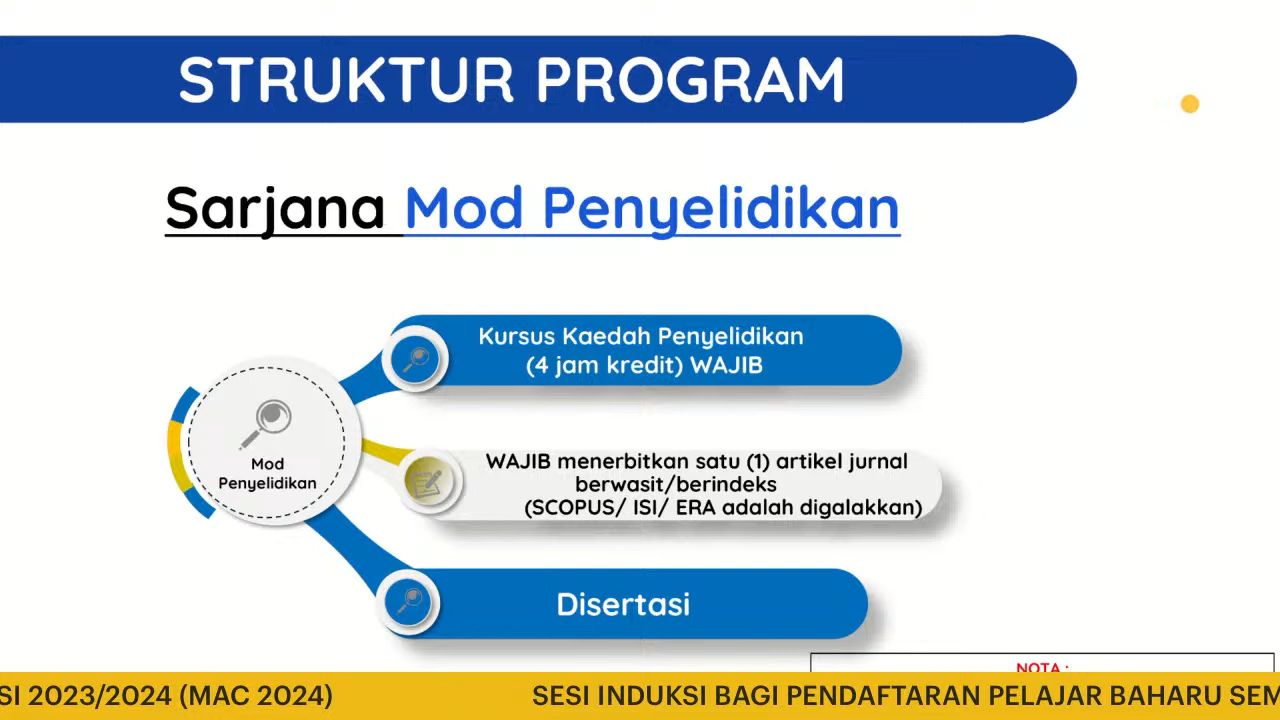 STRUKTUR PROGRAM
Sarjana Mod Penyelidikan
Kursus Kaedah Penyelidikan
(4 jam kredit) WAJIB
Mod
Penyelidikan
WAJIB menerbitkan satu (1) artikel jurnal
berwasit/berindeks
(SCOPUS/ ISI/ ERA adalah digalakkan)
Disertasi
NOTA :
SI 2023/2024 (MAC 2024) SESI INDUKSI BAGI PENDAFTARAN PELAJAR BAHARU SEM